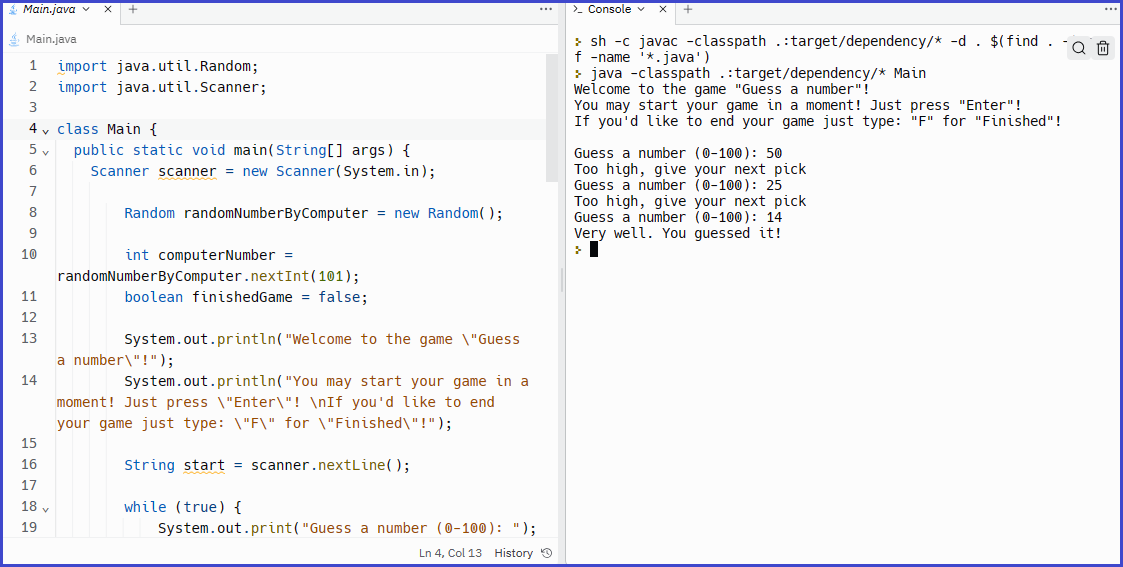 Main.java
Main.java
1 import java.util.Random;
2 import java.util.Scanner;
3
4 class Main {
5 public static void main(String[] args) {
6 Scanner scanner = new Scanner(System.in);
7
8 Random randomNumberByComputer = new Random();
9
10 int computerNumber =
randomNumberByComputer.nextInt(101);
11 boolean finishedGame = false;
12
13 System.out.println("Welcome to the game \"Guess
a number\"!");
14 System.out.println("You may start your game in a
moment! Just press \"Enter\"! \nIf you'd like to end
your game just type: \"F\" for \"Finished\"!");
15
16 String start = scanner.nextLine();
17
18 while (true) {
19 System.out.print("Guess a number (0-100): ");
Ln 4, Col 13 History
Console
sh -c javac -classpath .:target/dependency/* -d . $(find . 
f -name '*.java')
java -classpath .:target/dependency/* Main
Welcome to the game "Guess a number"!
You may start your game in a moment! Just press "Enter"!
If you'd like to end your game just type: "F" for "Finished"!
Guess a number (0-100): 50
Too high, give your next pick
Guess a number (0-100): 25
Too high, give your next pick
Guess a number (0-100): 14
Very well. You guessed it!